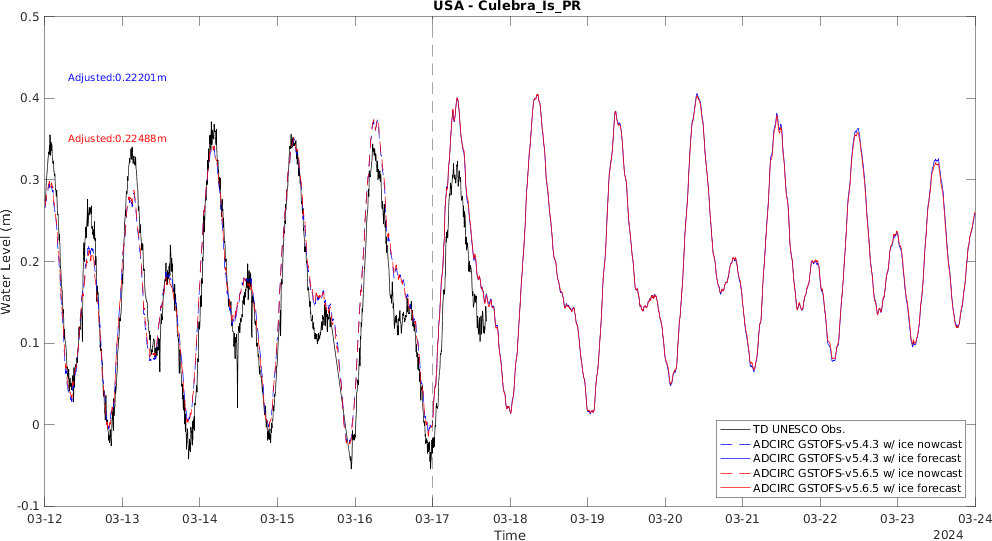 USA - Culebra_Is_PR
0.5
0.4
0.3
0.2
0.1
0
-0.1
Water Level (m)
Adjusted:0.22201m
Adjusted:0.22488m
TD UNESCO Obs.
ADCIRC GSTOFS-v5.4.3 w/ ice nowcast
ADCIRC GSTOFS-v5.4.3 w/ ice forecast
ADCIRC GSTOFS-v5.6.5 w/ ice nowcast
ADCIRC GSTOFS-v5.6.5 w/ ice forecast
03-12 03-13 03-14 03-15 03-16 03-17 03-18 03-19 03-20 03-21 03-22 03-23 03-24
Time
2024